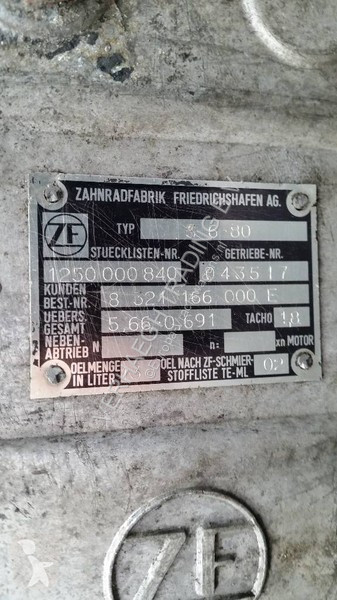 ZAHNRADFABRIK FRIEDRICHSHAFEN AG.
ZF
TYP S 6-80
STUECKLISTEN-NR. GETRIEBE-NR.
1250 000 840 043517
KUNDEN
BEST.-NR. 8 321 166 000 E
UEBERS.
GESAMT 5,66-0,691 TACHO 18
NEBEN-
ABTRIEB N n= xn MOTOR
OELMENGE
IN LITER OEL NACH ZF-SCHMIER-
STOFFLISTE TE-ML 02
ZF